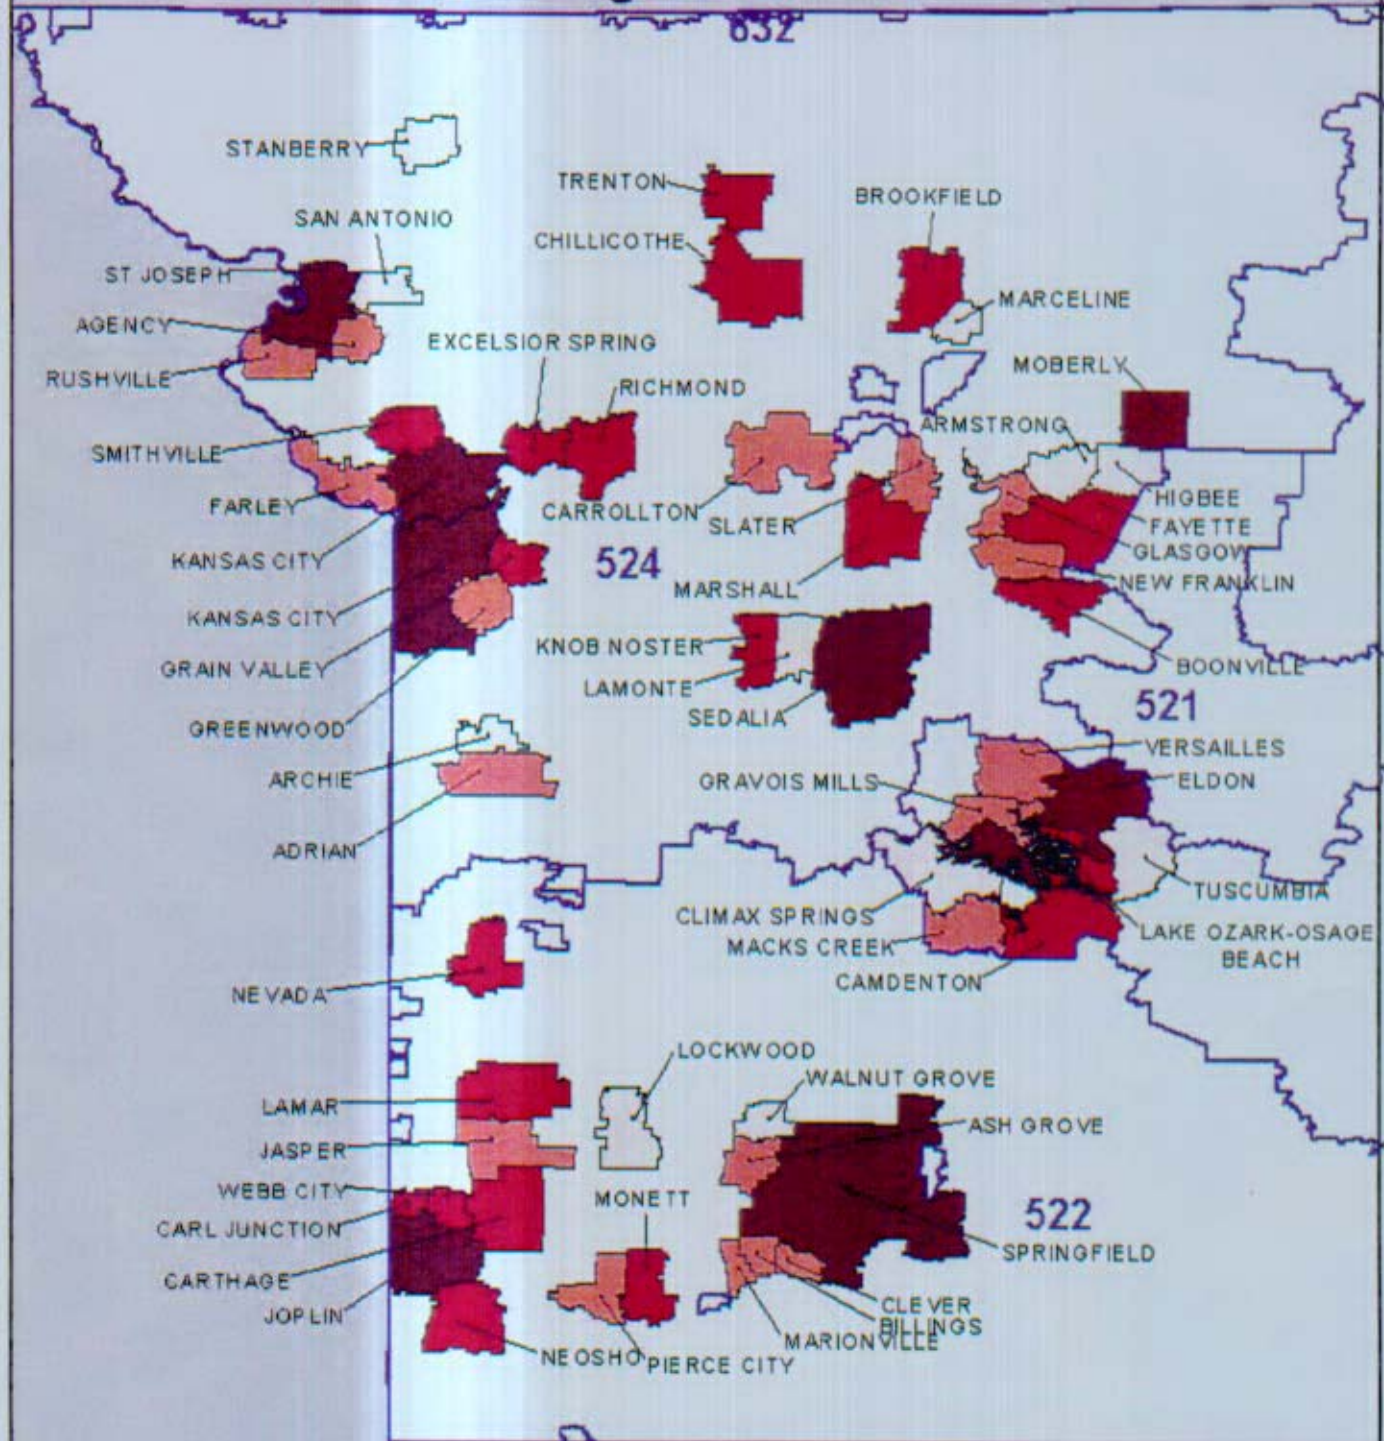 632
STANBERRY
TRENTON
BROOKFIELD
SAN ANTONIO
CHILLICOTHE
ST JOSEPH
MARCELINE
AGENCY
EXCELSIOR SPRING
MOBERLY
RUSHVILLE
RICHMOND
ARMSTRONG
SMITHVILLE
HIGBEE
FARLEY
CARROLLTON
SLATER
FAYETTE
GLASGOW
KANSAS CITY
524
NEW FRANKLIN
MARSHALL
KANSAS CITY
KNOB NOSTER
GRAIN VALLEY
BOONVILLE
LAMONTE
521
SEDALIA
GREENWOOD
VERSAILLES
ARCHIE
GRAVOIS MILLS
ELDON
ADRIAN
TUSCUMBIA
CLIMAX SPRINGS
LAKE OZARK-OSAGE
BEACH
MACKS CREEK
CAMDENTON
NEVADA
LOCKWOOD
WALNUT GROVE
LAMAR
ASH GROVE
JASPER
WEBB CITY
MONETT
522
CARL JUNCTION
SPRINGFIELD
CARTHAGE
JOPLIN
CLEVER
BILLINGS
MARIONVILLE
NEOSHO
PIERCE CITY